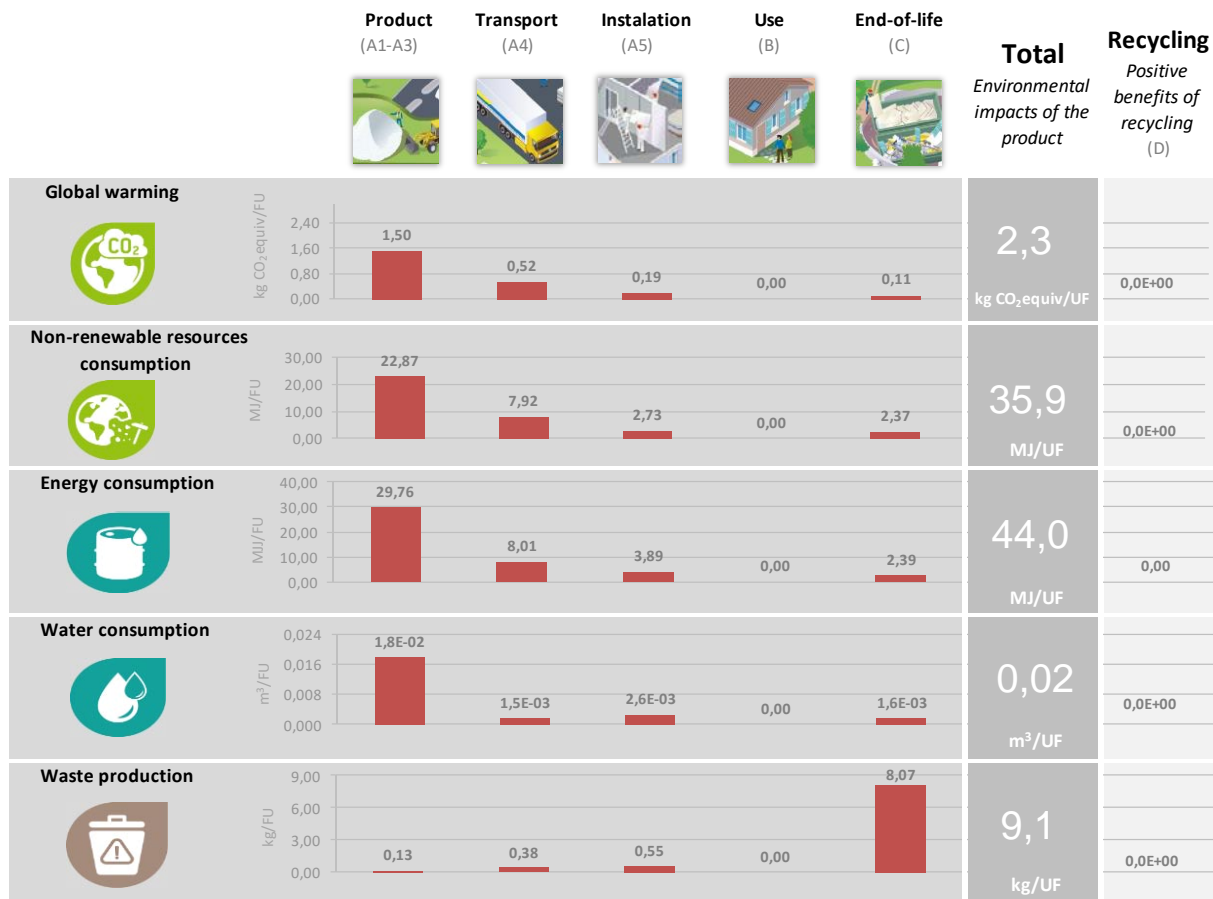 Product
(A1-A3)
Transport
(A4)
Instalation
(A5)
Use
(B)
End-of-life
(C)
Total
Environmental
impacts of the
product
Recycling
Positive
benefits of
recycling
(D)
Global warming
CO2
kg CO2equiv/FU
2,40
1,60
0,80
0,00
1,50
0,52
0,19
0,00
0,11
2,3
kg CO2equiv/UF
0,0E+00
Non-renewable resources
consumption
MJ/FU
30,00
20,00
10,00
0,00
22,87
7,92
2,73
0,00
2,37
35,9
MJ/UF
0,0E+00
Energy consumption
MJJ/FU
40,00
30,00
20,00
10,00
0,00
29,76
8,01
3,89
0,00
2,39
44,0
MJ/UF
0,00
Water consumption
m³/FU
0,024
0,016
0,008
0,000
1,8E-02
1,5E-03
2,6E-03
0,00
1,6E-03
0,02
m³/UF
0,0E+00
Waste production
kg/FU
9,00
6,00
3,00
0,00
0,13
0,38
0,55
0,00
8,07
9,1
kg/UF
0,0E+00